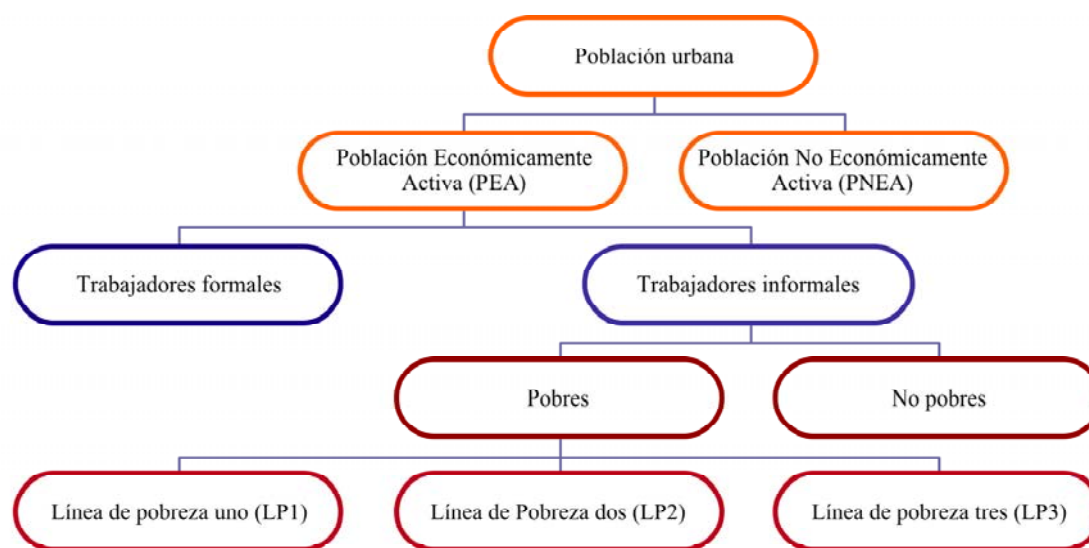 Población urbana
Población Económicamente
Activa (PEA)
Población No Económicamente
Activa (PNEA)
Trabajadores formales
Trabajadores informales
Pobres
No pobres
Línea de pobreza uno (LP1)
Línea de Pobreza dos (LP2)
Línea de pobreza tres (LP3)